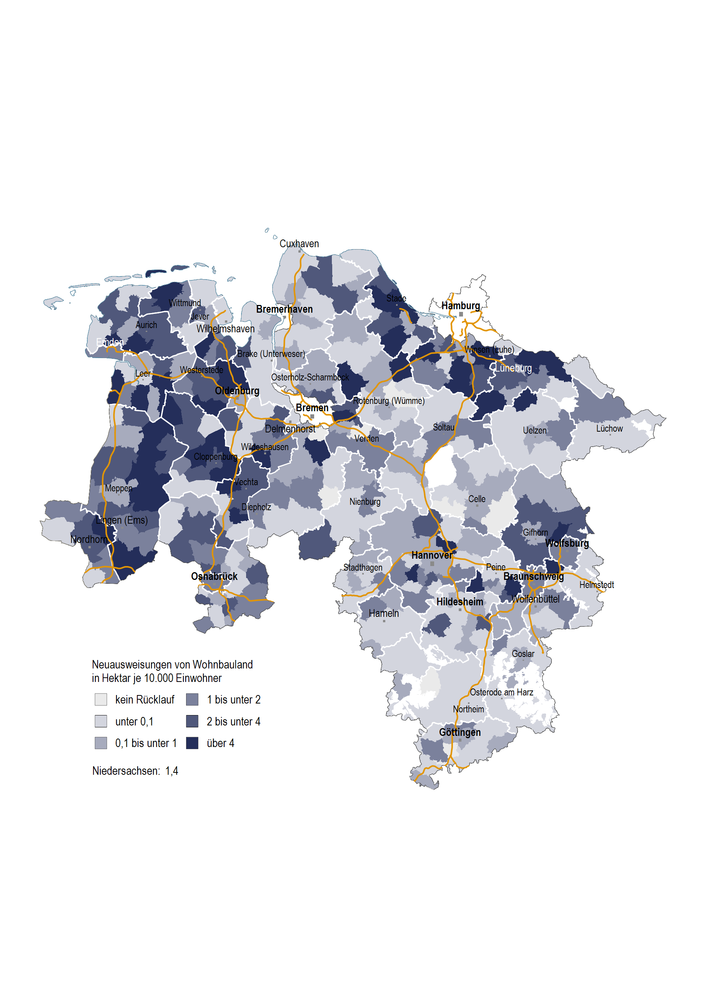 Cuxhaven
Stade
Hamburg
Wittmund
Bremerhaven
Jever
Aurich
Wilhelmshaven
Emden
Brake (Unterweser)
Winsen (Luhe)
Lüneburg
Westerstede
Leer
Osterholz-Scharmbeck
Oldenburg
Rotenburg (Wümme)
Bremen
Delmenhorst
Soltau
Uelzen
Lüchow
Verden
Wildeshausen
Cloppenburg
Vechta
Meppen
Celle
Nienburg
Diepholz
Lingen (Ems)
Gifhorn
Nordhorn
Wolfsburg
Hannover
Stadthagen
Peine
Osnabrück
Braunschweig
Helmstedt
Wolfenbüttel
Hildesheim
Hameln
Goslar
Neuausweisungen von Wohnbauland
in Hektar je 10.000 Einwohner
kein Rücklauf
1 bis unter 2
unter 0,1
2 bis unter 4
0,1 bis unter 1
über 4
Niedersachsen: 1,4
Osterode am Harz
Northeim
Göttingen